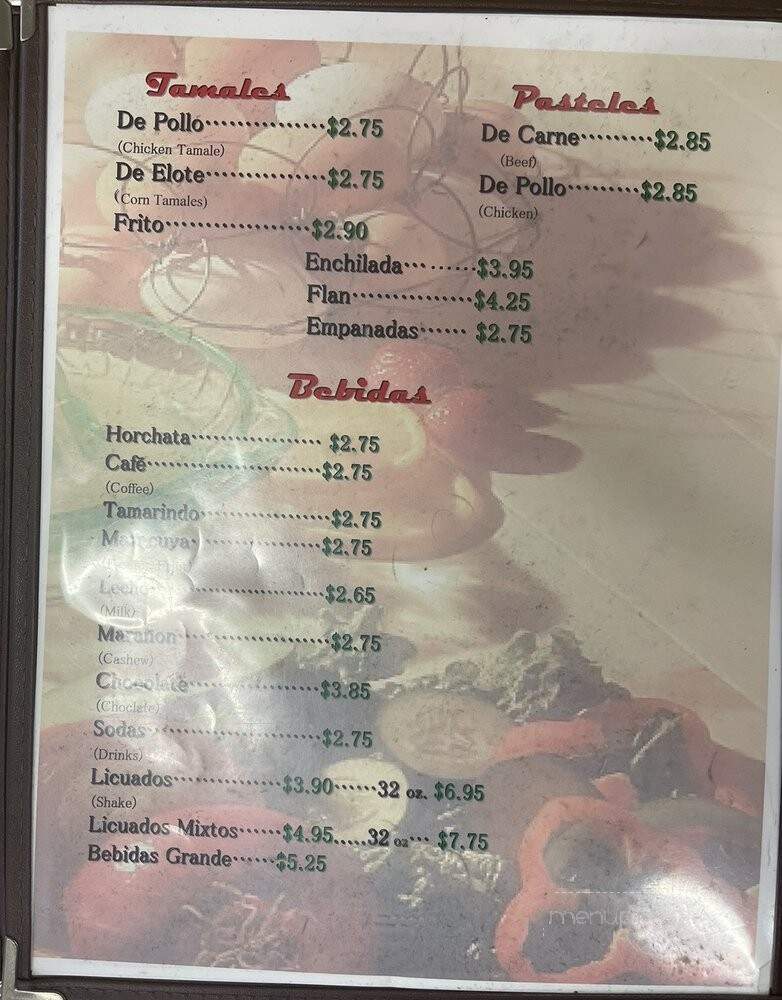 Tamales
De Pollo................$2.75
(Chicken Tamale)
De Elote................$2.75
(Corn Tamales)
Frito...................$2.90
Pasteles
De Carne.........$2.85
(Beef)
De Pollo.........$2.85
(Chicken)
Enchilada.........$3.95
Flan................$4.25
Empanadas...... $2.75
Bebidas
Horchata.................. $2.75
Café........................$2.75
(Coffee)
Tamarindo..................$2.75
..................$2.75
Leche..................$2.65
(Milk)
Marañon.....................$2.75
(Cashew)
Chocolate..................$3.85
(Choclate)
Sodas........................$2.75
(Drinks)
Licuados...............$3.90......32 oz. $6.95
(Shake)
Licuados Mixtos......$4.95.....32 oz... $7.75
Bebidas Grande......$5.25